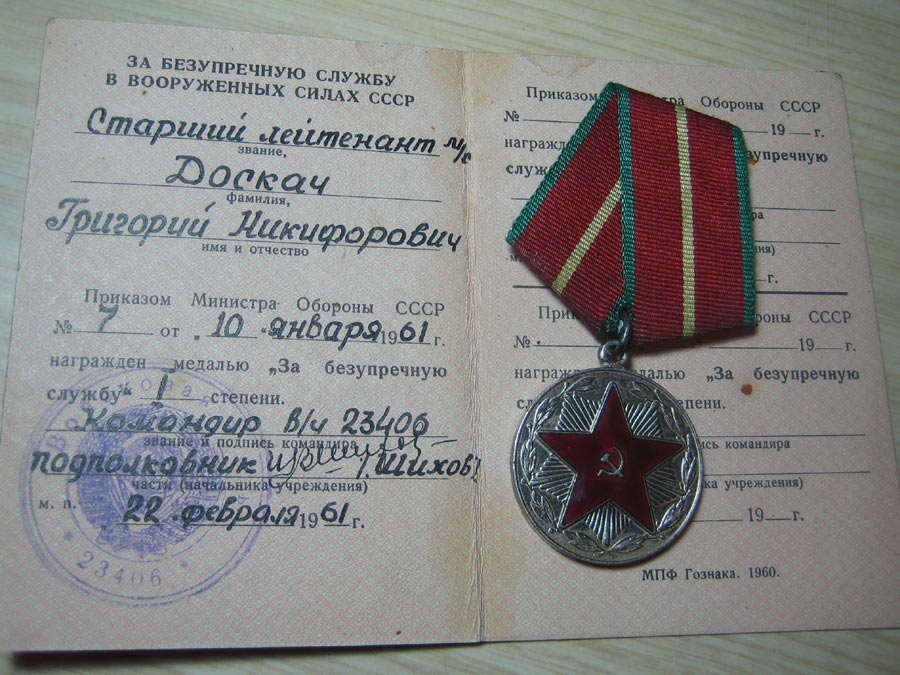 ЗА БЕЗУПРЕЧНУЮ СЛУЖБУ
В ВООРУЖЕННЫХ СИЛАХ СССР
Старший лейтенант м/с
звание,
Доскач
фамилия,
Григорий Никифорович
имя и отчество
Приказом Министра Обороны СССР
№ 7 от „10" января 1961 г.
награжден медалью „За безупречную
службу" I степени.
Командир в/ч 23406
звание и подпись командира
подполкавник (Шихов)
части (начальника учреждения)
м. п.
„22 февраля 1961 г.
23406
Приказом Министра Обороны СССР
№ 19 г.
награжден безупречную
служ
г.
Обороны СССР
№ 19 г.
награжд медалью „За безупречную
степени.
подпись командира
учреждения)
19 г.
МПФ Гознака. 1960.